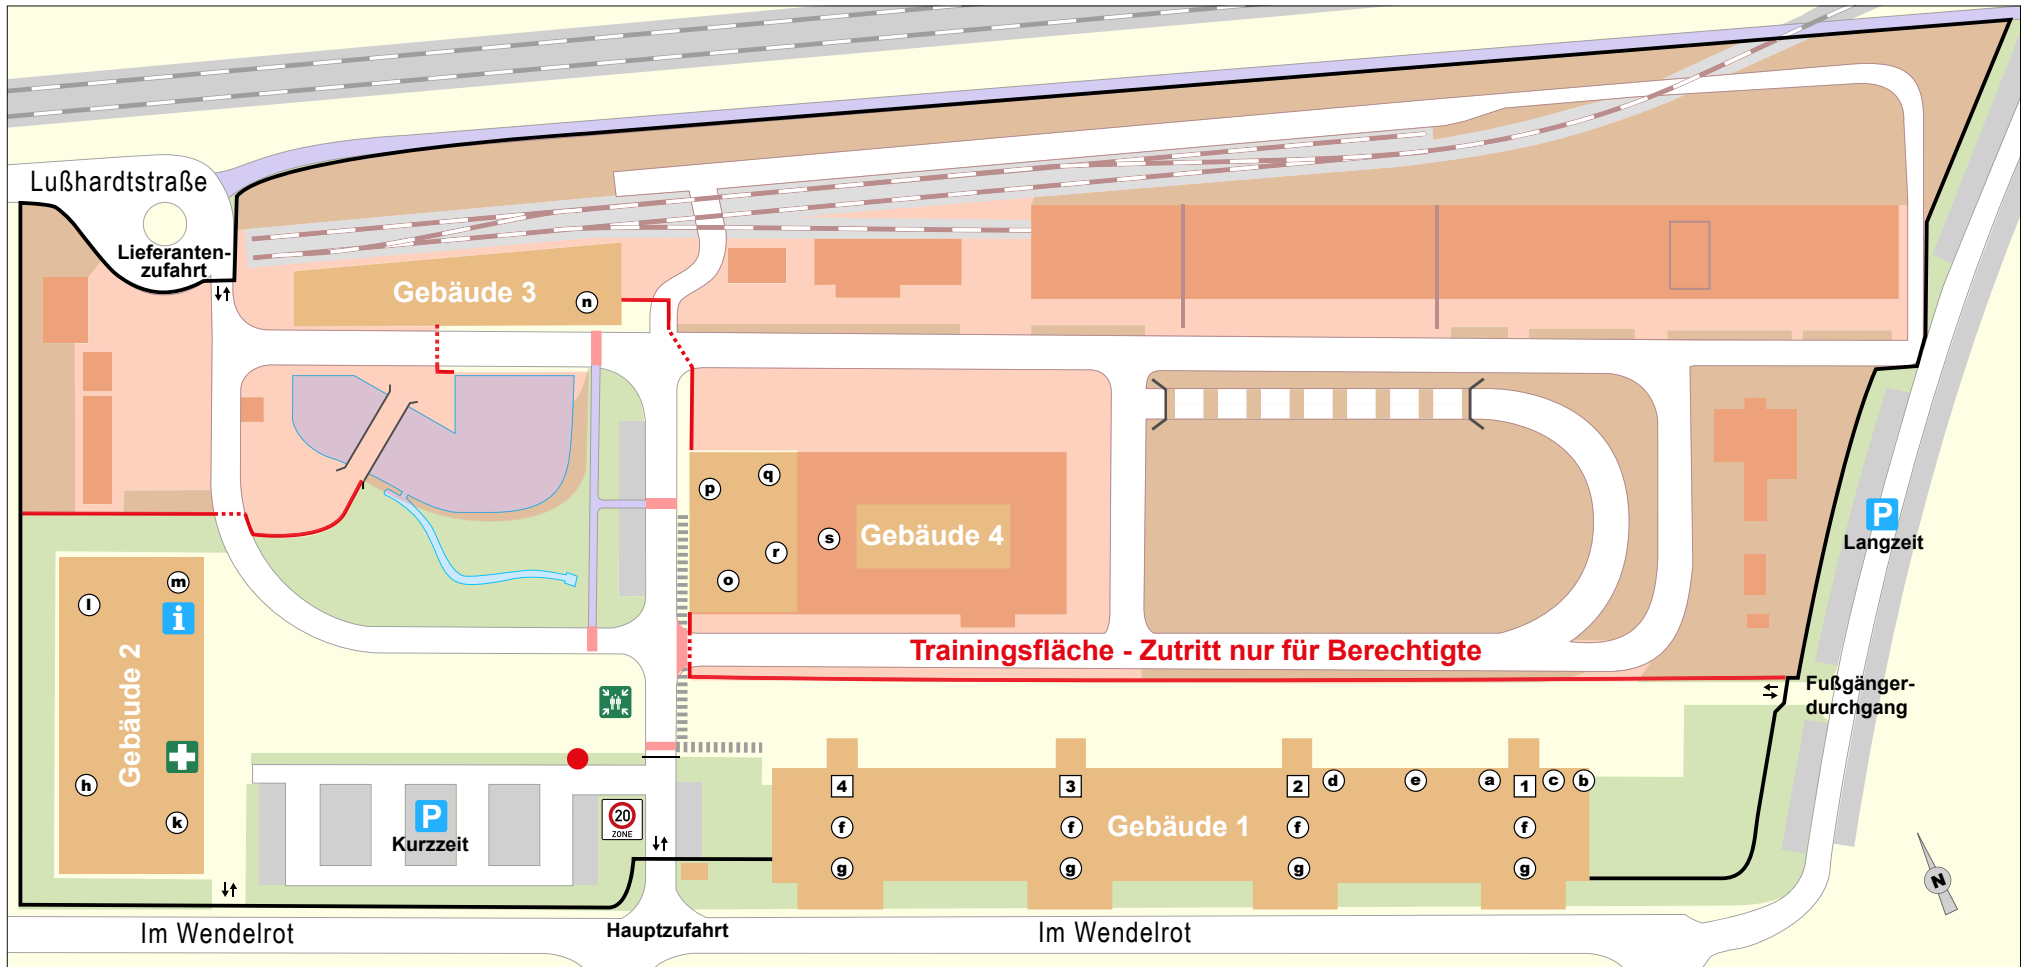 Lußhardtstraße
Lieferanten-
zufahrt
Gebäude 3
n
p
q
r
o
s
Gebäude 4
P
Langzeit
l
m
i
Gebäude 2
h
k
Trainingsfläche - Zutritt nur für Berechtigte
Fußgänger-
durchgang
P
Kurzzeit
20
ZONE
4
3
2
d
e
a
1
c
b
f
f
Gebäude 1
f
f
g
g
g
g
N
Im Wendelrot
Hauptzufahrt
Im Wendelrot